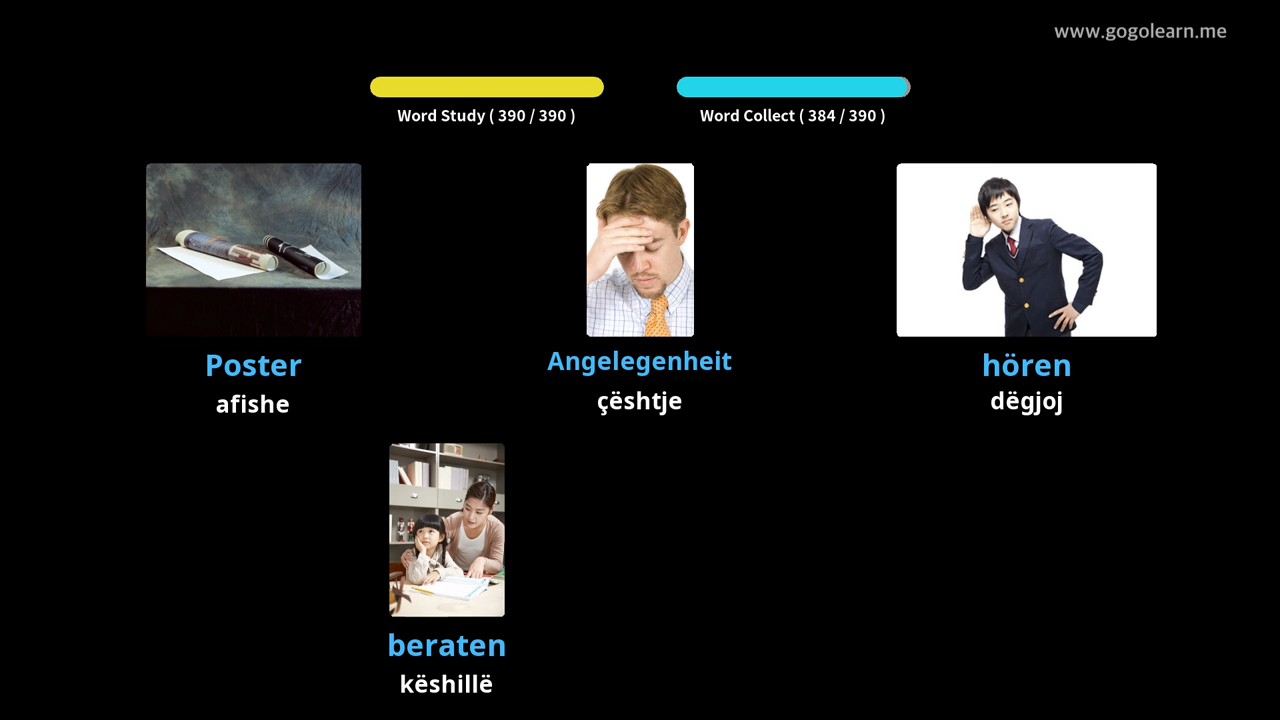 www.gogolearn.me
Word Study ( 390 / 390 )
Word Collect ( 384 / 390 )
Poster
afishe
Angelegenheit
çështje
hören
dëgjoj
beraten
këshillë